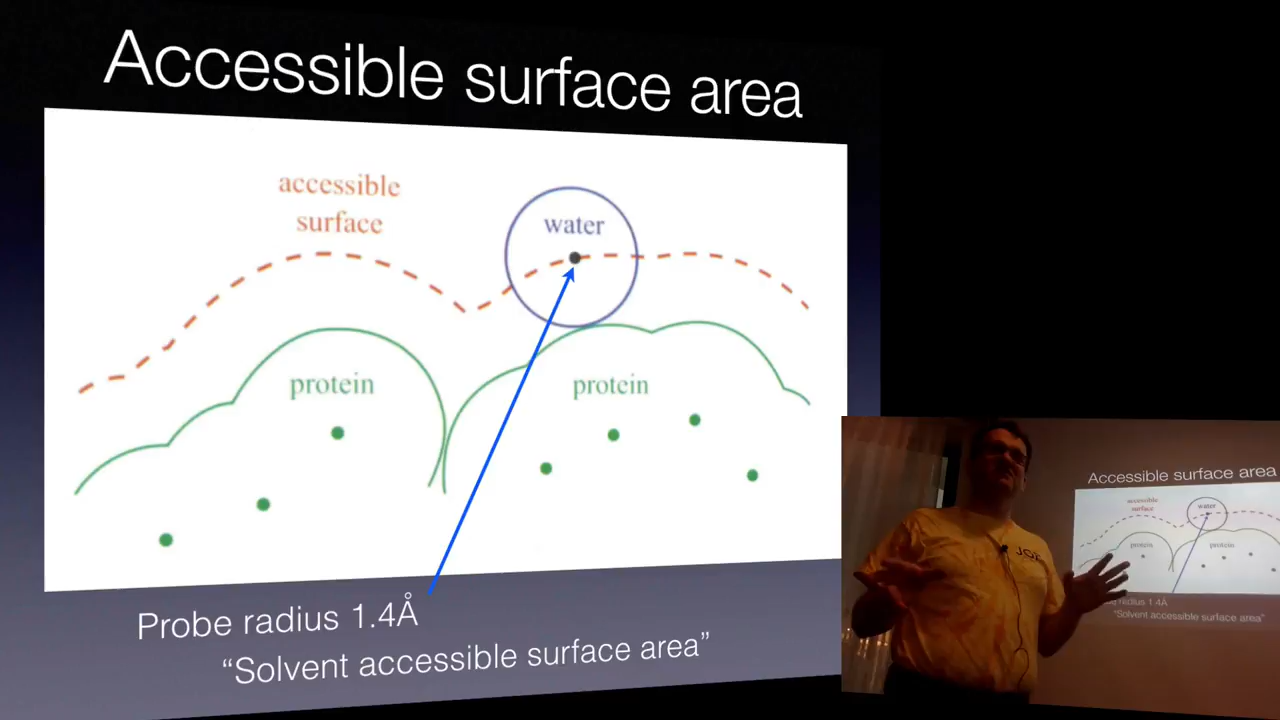 Accessible surface area
accessible
surface
water
protein
protein
Probe radius 1.4Å
“Solvent accessible surface area”
Accessible surface area
accessible
surface
water
protein
protein
radius 1.4Å
“Solvent accessible surface area”